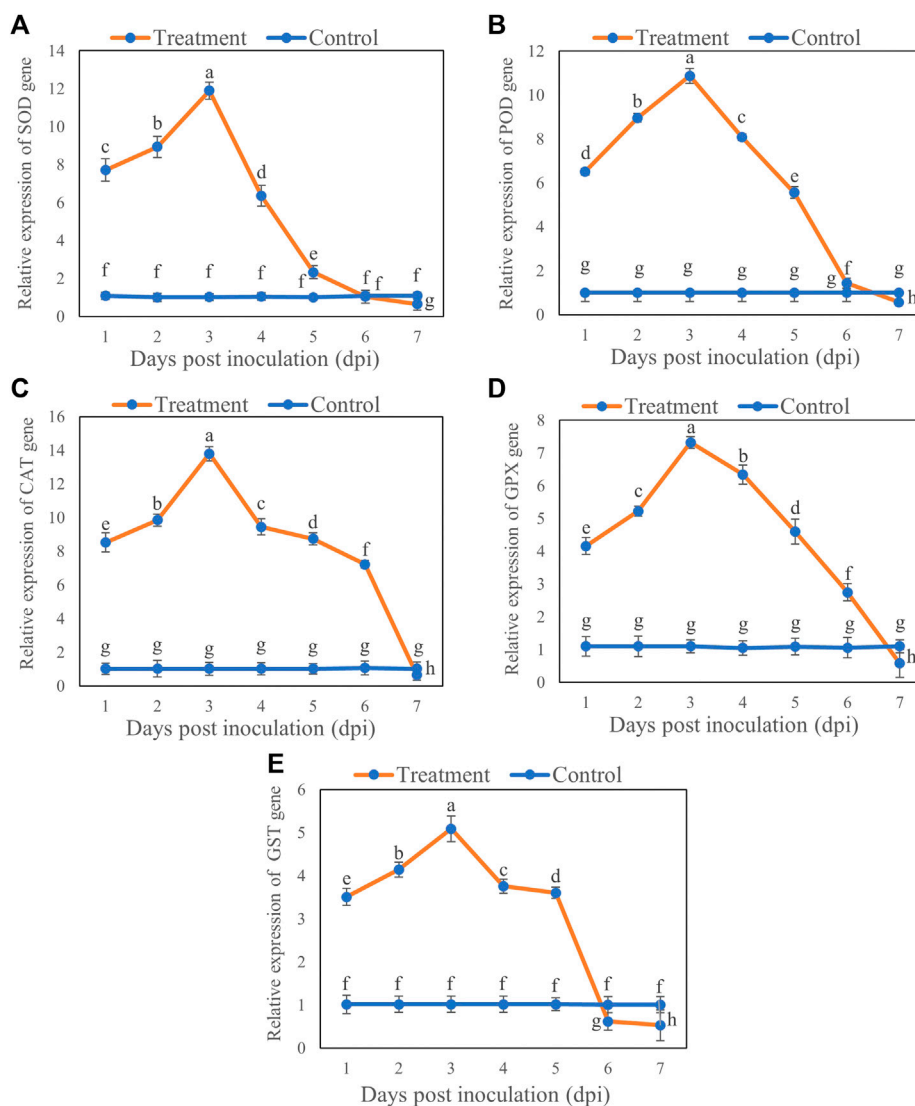 A
Treatment Control
Relative expression of SOD gene
14
12
10
8
6
4
2
0
c b a d e f g
f f f f f f f
1 2 3 4 5 6 7
Days post inoculation (dpi)
B
Treatment Control
Relative expression of POD gene
12
10
8
6
4
2
0
d b a c e f h
g g g g g g g
1 2 3 4 5 6 7
Days post inoculation (dpi)
C
Treatment Control
Relative expression of CAT gene
16
14
12
10
8
6
4
2
0
e b a c d f h
g g g g g g g
1 2 3 4 5 6 7
Days post inoculation (dpi)
D
Treatment Control
Relative expression of GPX gene
8
7
6
5
4
3
2
1
0
e c a b d f h
g g g g g g g
1 2 3 4 5 6 7
Days post inoculation (dpi)
E
Treatment Control
Relative expression of GST gene
6
5
4
3
2
1
0
e b a c d g h
f f f f f f f
1 2 3 4 5 6 7
Days post inoculation (dpi)